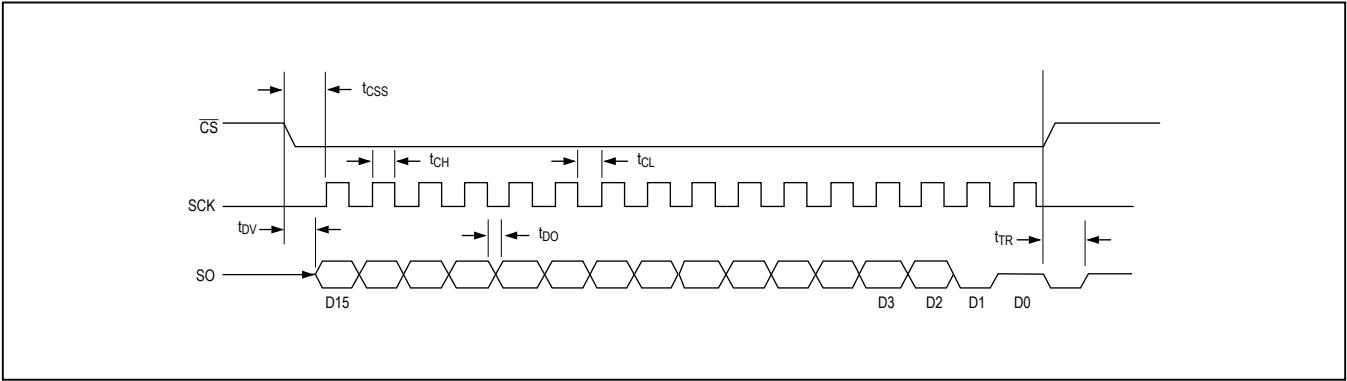 tCSS
CS
tCH
tCL
SCK
tDV
tDO
tTR
SO
D15
D3
D2
D1
D0